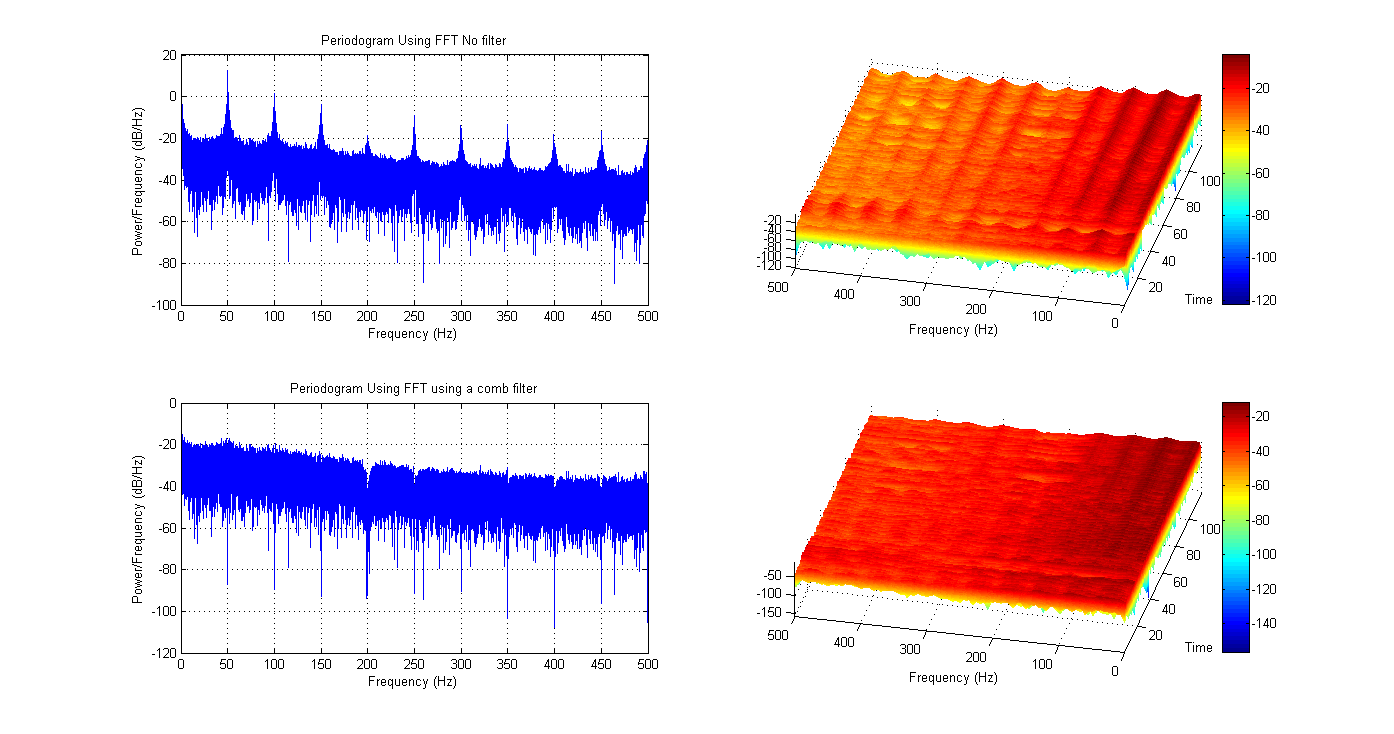 Periodogram Using FFT No filter
20
0
-20
-40
-60
-80
-100
Power/Frequency (dB/Hz)
0 50 100 150 200 250 300 350 400 450 500
Frequency (Hz)
-20
-40
-60
-80
-100
-120
500 400 300 200 100 0
Frequency (Hz)
20 40 60 80 100
Time
-20
-40
-60
-80
-100
-120
Periodogram Using FFT using a comb filter
0
-20
-40
-60
-80
-100
-120
Power/Frequency (dB/Hz)
0 50 100 150 200 250 300 350 400 450 500
Frequency (Hz)
-50
-100
-150
500 400 300 200 100 0
Frequency (Hz)
20 40 60 80 100
Time
-20
-40
-60
-80
-100
-120
-140